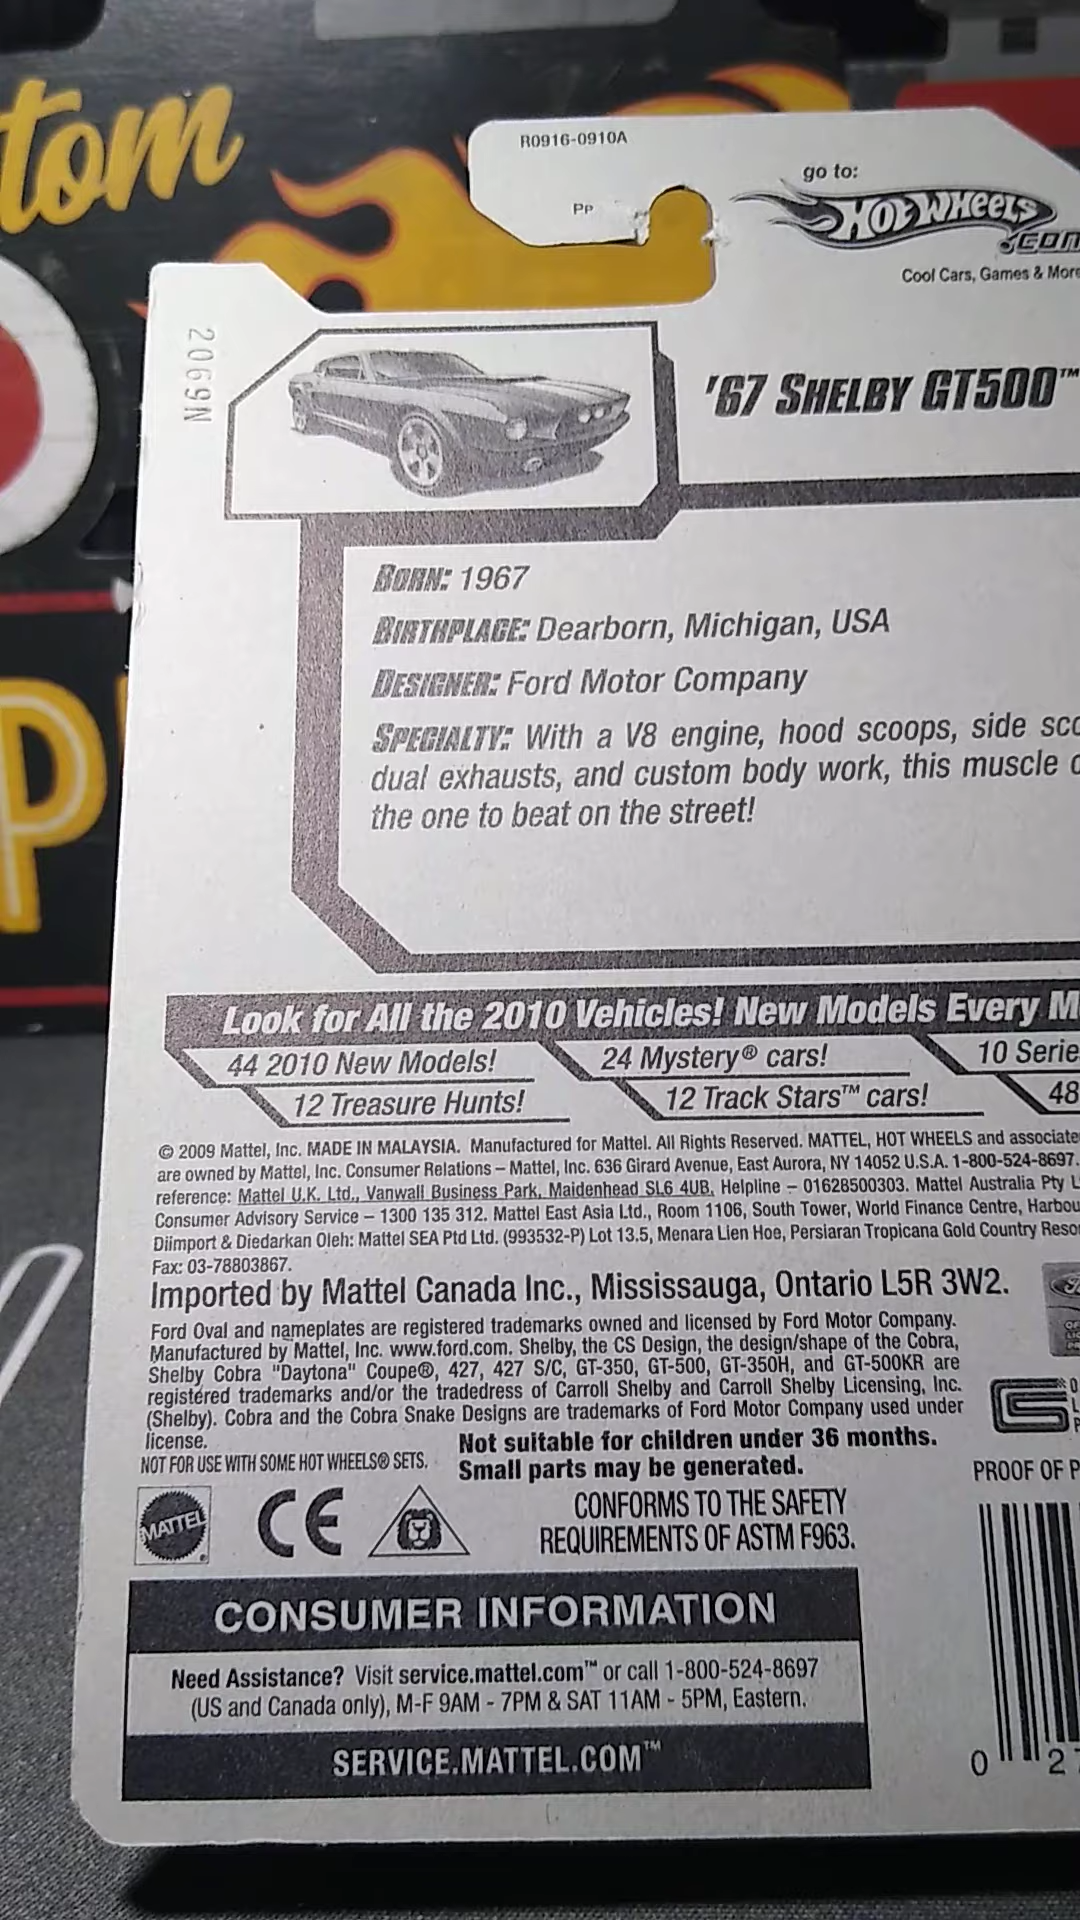 tom
R0916-0910A
go to:
PP
HOT WHEELS
.COM
Cool Cars, Games & More
2069N
'67 SHELBY GT500™
BORN: 1967
BIRTHPLACE: Dearborn, Michigan, USA
DESIGNER: Ford Motor Company
SPECIALTY: With a V8 engine, hood scoops, side sco
dual exhausts, and custom body work, this muscle c
the one to beat on the street!
P
Look for All the 2010 Vehicles! New Models Every M
44 2010 New Models! 24 Mystery® cars! 10 Serie
12 Treasure Hunts! 12 Track Stars™ cars! 48
© 2009 Mattel, Inc. MADE IN MALAYSIA. Manufactured for Mattel. All Rights Reserved. MATTEL, HOT WHEELS and associate
are owned by Mattel, Inc. Consumer Relations – Mattel, Inc. 636 Girard Avenue, East Aurora, NY 14052 U.S.A. 1-800-524-8697.
reference: Mattel U.K. Ltd., Vanwall Business Park, Maidenhead SL6 4UB. Helpline – 01628500303. Mattel Australia Pty L
Consumer Advisory Service – 1300 135 312. Mattel East Asia Ltd., Room 1106, South Tower, World Finance Centre, Harbou
Diimport & Diedarkan Oleh: Mattel SEA Ptd Ltd. (993532-P) Lot 13.5, Menara Lien Hoe, Persiaran Tropicana Gold Country Reso
Fax: 03-78803867.
Imported by Mattel Canada Inc., Mississauga, Ontario L5R 3W2.
Ford Oval and nameplates are registered trademarks owned and licensed by Ford Motor Company.
Manufactured by Mattel, Inc. www.ford.com. Shelby, the CS Design, the design/shape of the Cobra,
Shelby Cobra "Daytona" Coupe®, 427, 427 S/C, GT-350, GT-500, GT-350H, and GT-500KR are
registered trademarks and/or the tradedress of Carroll Shelby and Carroll Shelby Licensing, Inc.
(Shelby). Cobra and the Cobra Snake Designs are trademarks of Ford Motor Company used under
license.
NOT FOR USE WITH SOME HOT WHEELS® SETS.
Not suitable for children under 36 months.
Small parts may be generated.
PROOF OF P
MATTEL
CE
CONFORMS TO THE SAFETY
REQUIREMENTS OF ASTM F963.
CONSUMER INFORMATION
Need Assistance? Visit service.mattel.com™ or call 1-800-524-8697
(US and Canada only), M-F 9AM - 7PM & SAT 11AM - 5PM, Eastern.
SERVICE.MATTEL.COM™
0 2